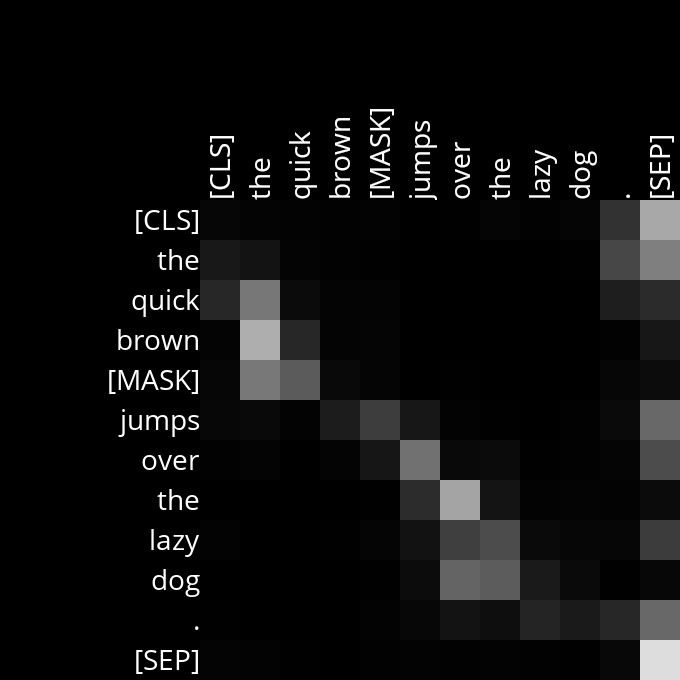 [CLS]
the
quick
brown
[MASK]
jumps
over
the
lazy
dog
.
[SEP]
[CLS]
the
quick
brown
[MASK]
jumps
over
the
lazy
dog
.
[SEP]